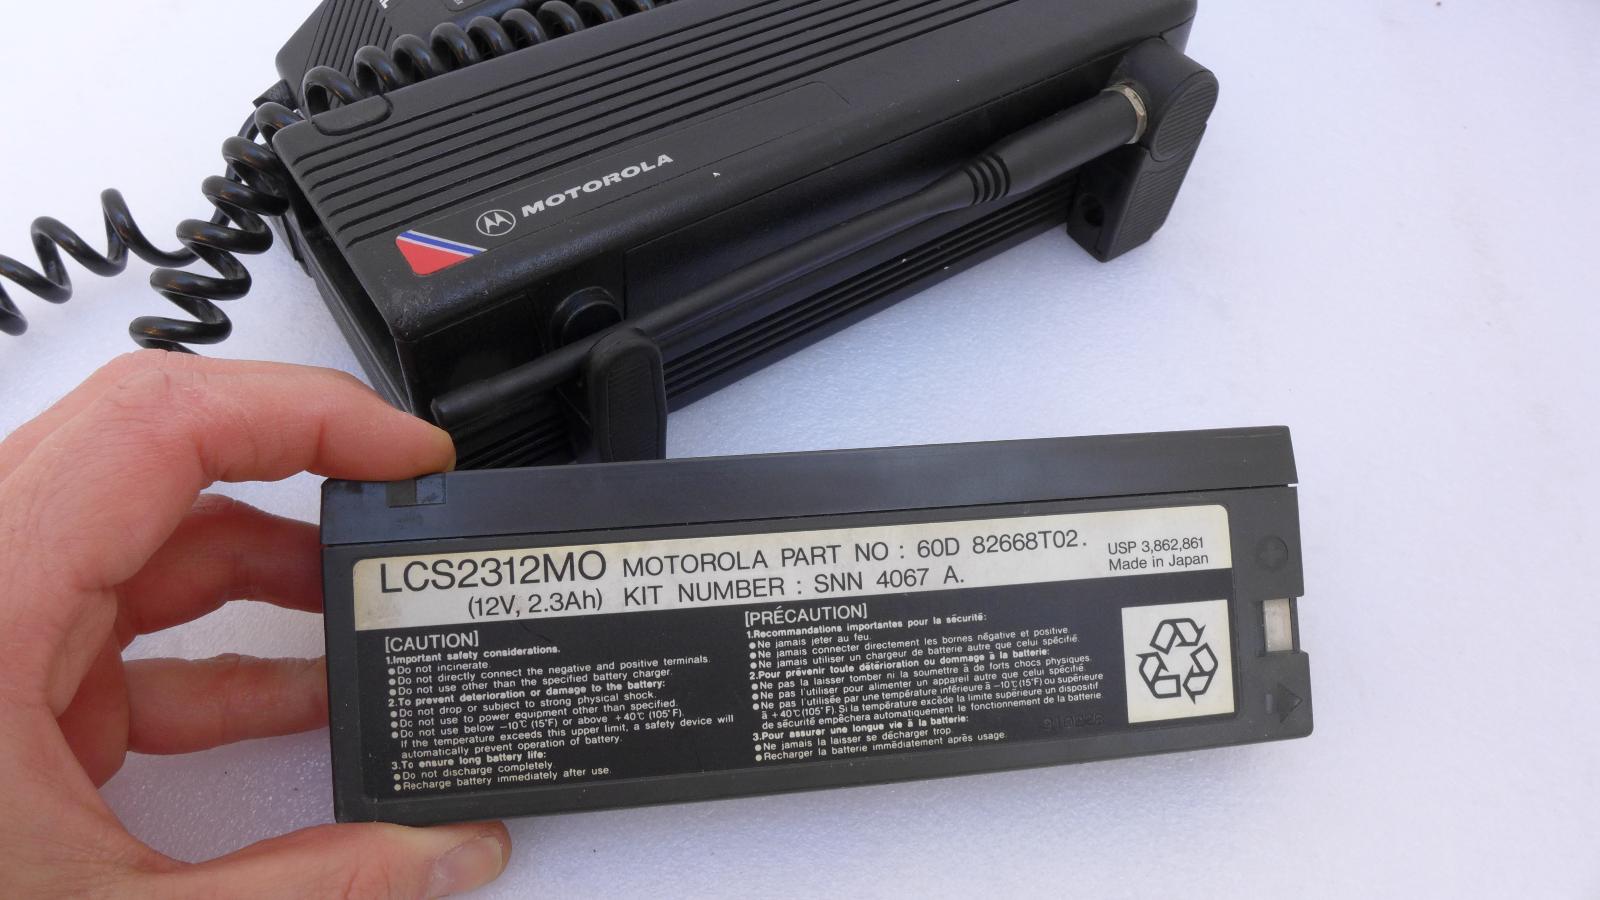 MOTOROLA
LCS2312MO
(12V, 2.3Ah)
MOTOROLA PART NO : 60D 82668T02.
KIT NUMBER : SNN 4067 A.
USP 3,862,861
Made in Japan
[CAUTION]
1.Important safety considerations.
●Do not incinerate.
●Do not directly connect the negative and positive terminals.
●Do not use other than the specified battery charger.
2.To prevent deterioration or damage to the battery:
●Do not drop or subject to strong physical shock.
●Do not use to power equipment other than specified.
●Do not use below −10℃ (15°F) or above +40℃ (105°F).
If the temperature exceeds this upper limit, a safety device will
automatically prevent operation of battery.
3.To ensure long battery life:
●Do not discharge completely.
●Recharge battery immediately after use.
[PRÉCAUTION]
1.Recommandations importantes pour la sécurité:
●Ne jamais jeter au feu.
●Ne jamais connecter directement les bornes négative et positive.
●Ne jamais utiliser un chargeur de batterie autre que celui spécifié.
2.Pour prévenir toute détérioration ou dommage à la batterie:
●Ne pas la laisser tomber ni la soumettre à de forts chocs physiques.
●Ne pas l'utiliser pour alimenter un appareil autre que celui spécifié.
●Ne pas l'utilisée par une température inférieure à −10℃ (15°F) ou supérieure
à +40℃ (105°F). Si la température excède la limite supérieure un dispositif
de sécurité empêchera automatiquement le fonctionnement de la batterie.
3.Pour assurer une longue vie à la batterie:
●Ne jamais la laisser se décharger trop.
●Recharger la batterie immédiatement après usage.